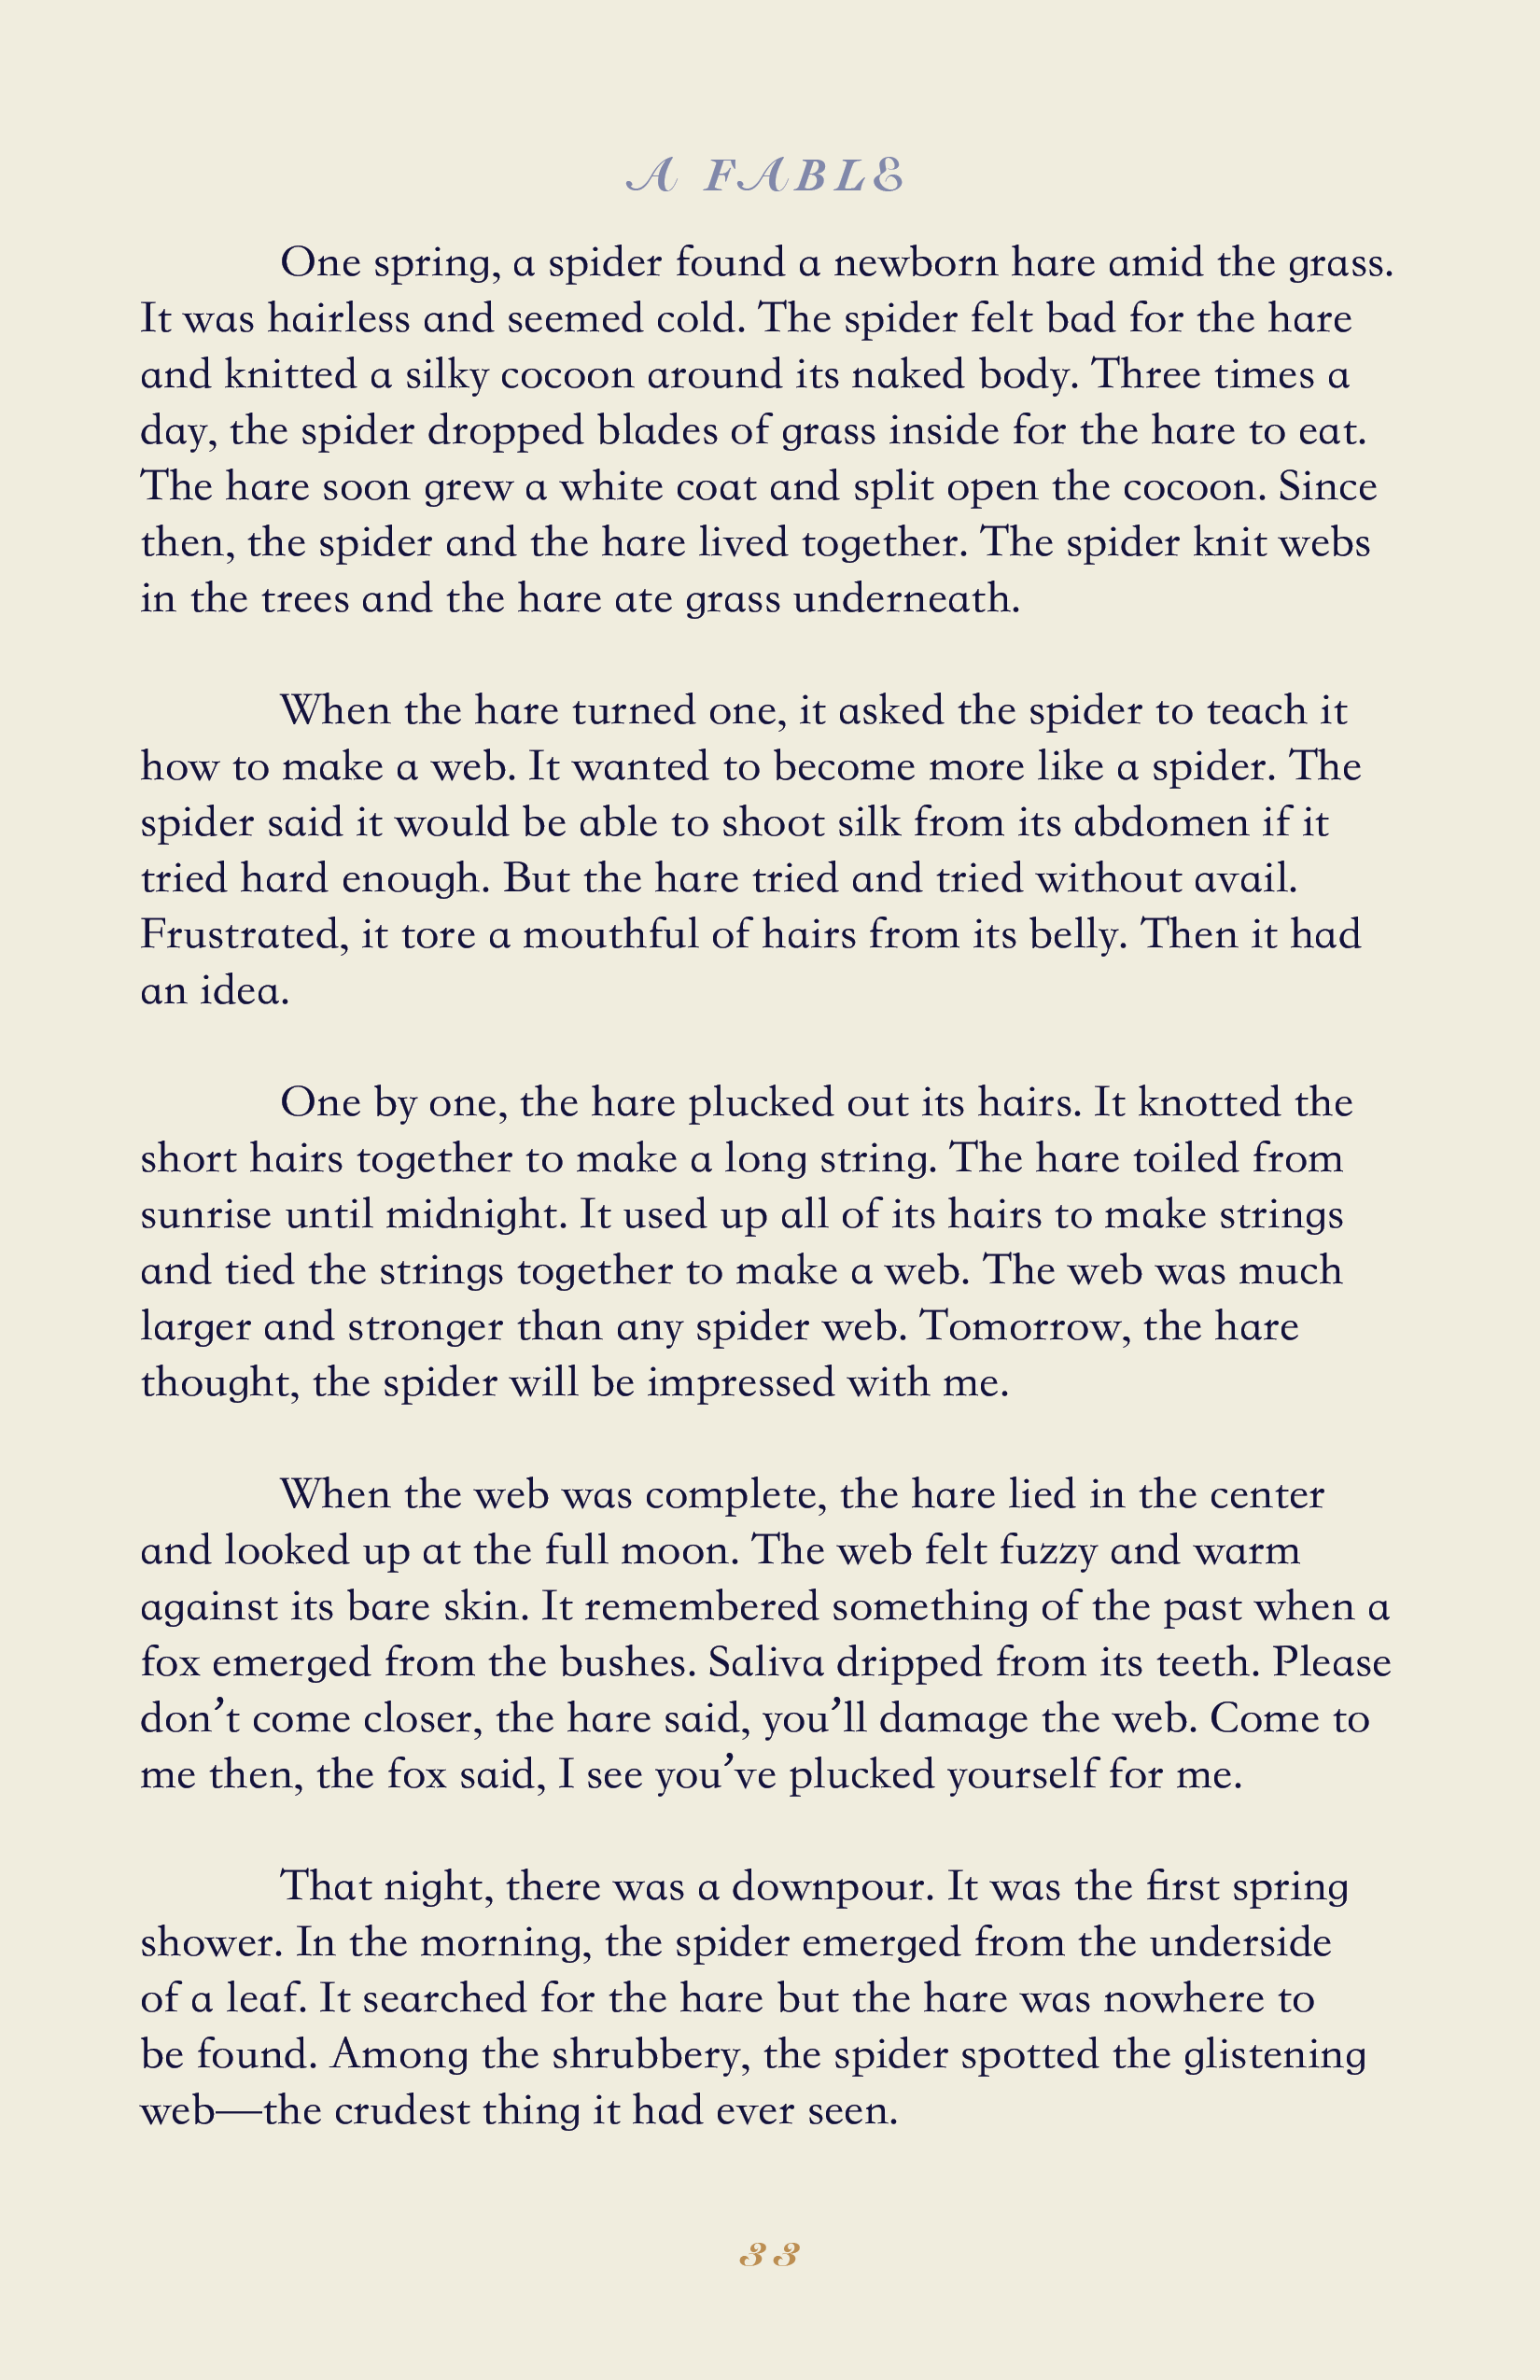 A FABLE
One spring, a spider found a newborn hare amid the grass.
It was hairless and seemed cold. The spider felt bad for the hare
and knitted a silky cocoon around its naked body. Three times a
day, the spider dropped blades of grass inside for the hare to eat.
The hare soon grew a white coat and split open the cocoon. Since
then, the spider and the hare lived together. The spider knit webs
in the trees and the hare ate grass underneath.
When the hare turned one, it asked the spider to teach it
how to make a web. It wanted to become more like a spider. The
spider said it would be able to shoot silk from its abdomen if it
tried hard enough. But the hare tried and tried without avail.
Frustrated, it tore a mouthful of hairs from its belly. Then it had
an idea.
One by one, the hare plucked out its hairs. It knotted the
short hairs together to make a long string. The hare toiled from
sunrise until midnight. It used up all of its hairs to make strings
and tied the strings together to make a web. The web was much
larger and stronger than any spider web. Tomorrow, the hare
thought, the spider will be impressed with me.
When the web was complete, the hare lied in the center
and looked up at the full moon. The web felt fuzzy and warm
against its bare skin. It remembered something of the past when a
fox emerged from the bushes. Saliva dripped from its teeth. Please
don’t come closer, the hare said, you’ll damage the web. Come to
me then, the fox said, I see you’ve plucked yourself for me.
That night, there was a downpour. It was the first spring
shower. In the morning, the spider emerged from the underside
of a leaf. It searched for the hare but the hare was nowhere to
be found. Among the shrubbery, the spider spotted the glistening
web—the crudest thing it had ever seen.
33